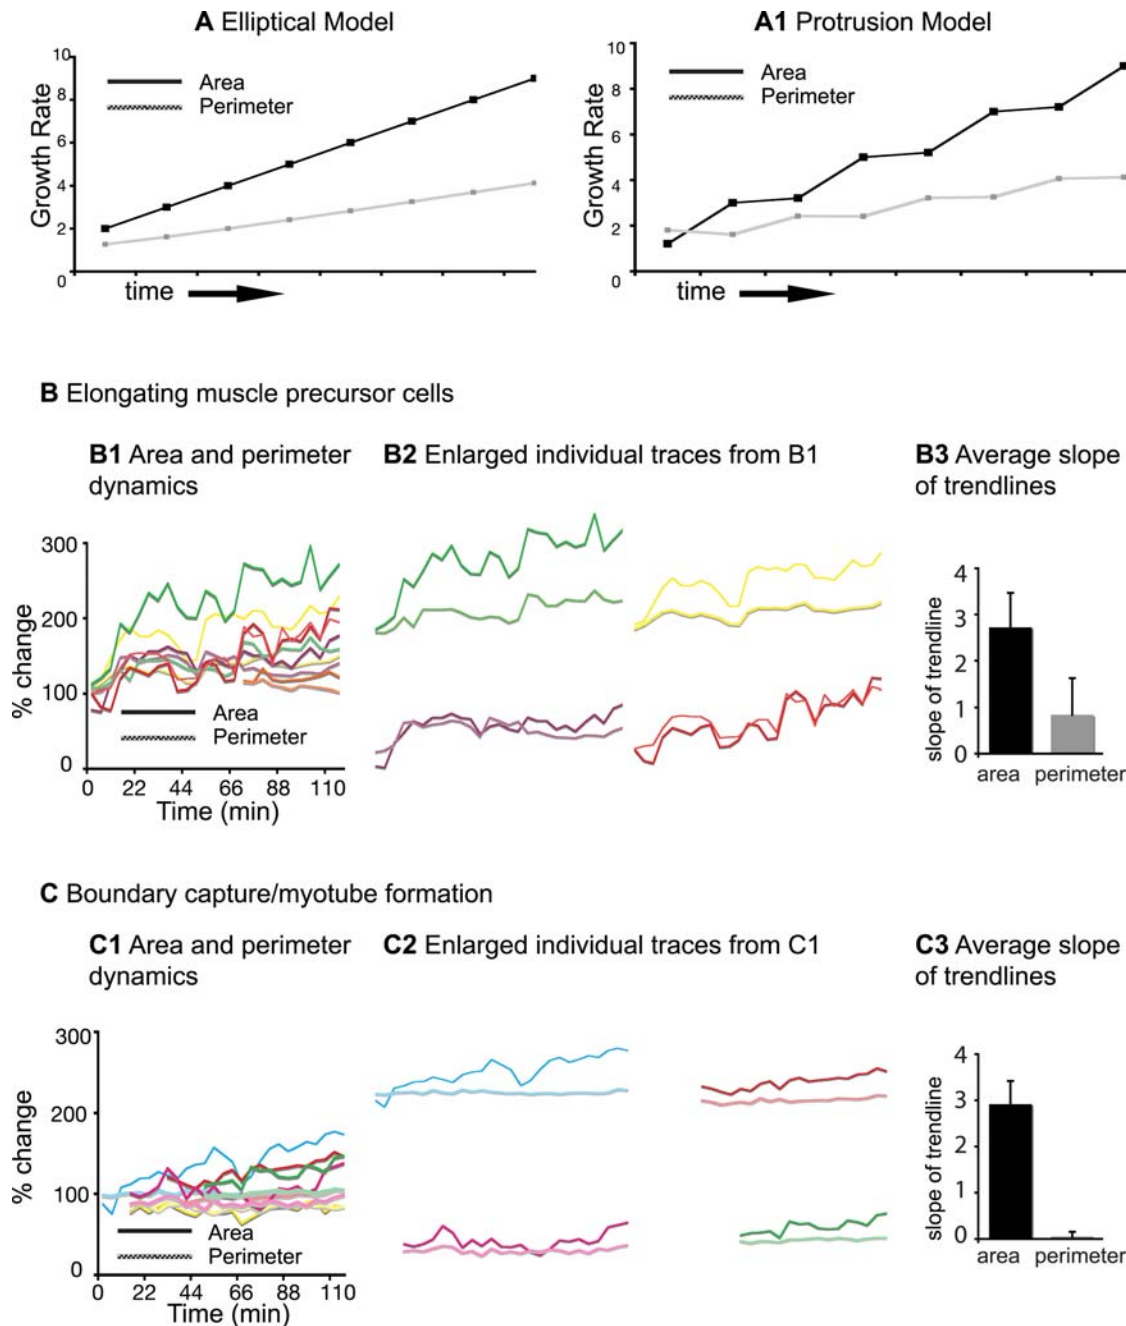 A Elliptical Model
10
8
6
4
2
0
Growth Rate
Area
Perimeter
time
A1 Protrusion Model
10
8
6
4
2
0
Growth Rate
Area
Perimeter
time
B Elongating muscle precursor cells
B1 Area and perimeter
dynamics
300
200
100
0
% change
Area
Perimeter
0 22 44 66 88 110
Time (min)
B2 Enlarged individual traces from B1
B3 Average slope
of trendlines
4
3
2
1
0
slope of trendline
area perimeter
C Boundary capture/myotube formation
C1 Area and perimeter
dynamics
300
200
100
0
% change
Area
Perimeter
0 22 44 66 88 110
Time (min)
C2 Enlarged individual traces from C1
C3 Average slope
of trendlines
4
3
2
1
0
slope of trendline
area perimeter